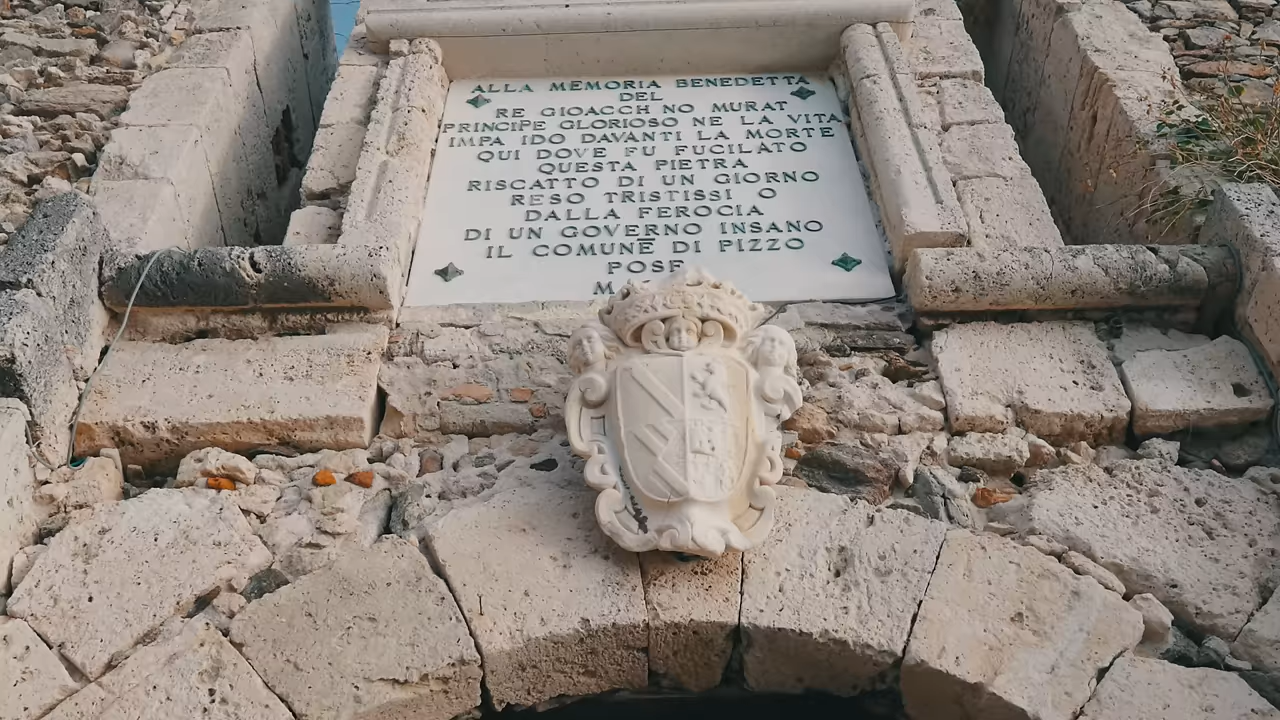 ALLA MEMORIA BENEDETTA
DEL
RE GIOACCH NO MURAT
PRINCIPE GLORIOSO NE LA VITA
IMPA IDO DAVANTI LA MORTE
QUI DOVE FU FUCILATO
QUESTA PIETRA
RISCATTO DI UN GIORNO
RESO TRISTISSI O
DALLA FEROCIA
DI UN GOVERNO INSANO
IL COMUNE DI PIZZO
POSE